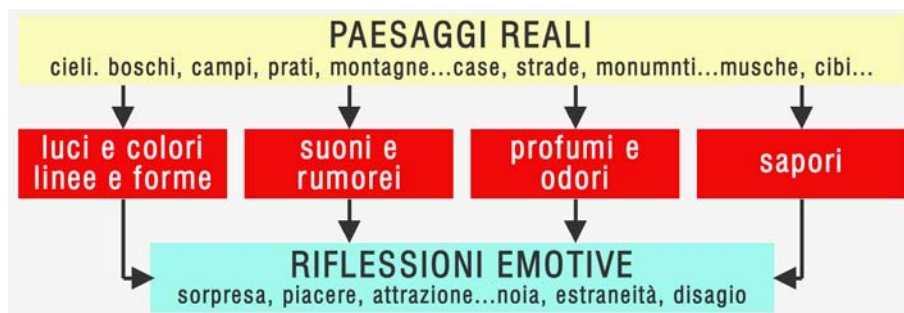 PAESAGGI REALI
cieli. boschi, campi, prati, montagne...case, strade, monumnti...musche, cibi...
luci e colori
linee e forme
suoni e
rumorei
profumi e
odori
sapori
RIFLESSIONI EMOTIVE
sorpresa, piacere, attrazione...noia, estraneità, disagio